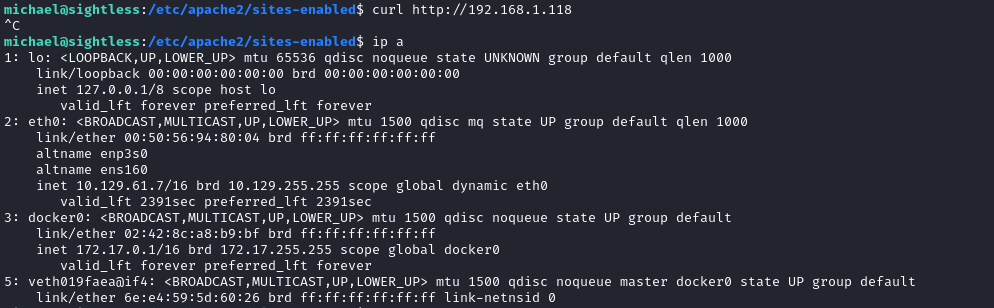 michael@sightless:/etc/apache2/sites-enabled$ curl http://192.168.1.118
^C
michael@sightless:/etc/apache2/sites-enabled$ ip a
1: lo: <LOOPBACK,UP,LOWER_UP> mtu 65536 qdisc noqueue state UNKNOWN group default qlen 1000
    link/loopback 00:00:00:00:00:00 brd 00:00:00:00:00:00
    inet 127.0.0.1/8 scope host lo
       valid_lft forever preferred_lft forever
2: eth0: <BROADCAST,MULTICAST,UP,LOWER_UP> mtu 1500 qdisc mq state UP group default qlen 1000
    link/ether 00:50:56:94:80:04 brd ff:ff:ff:ff:ff:ff
    altname enp3s0
    altname ens160
    inet 10.129.61.7/16 brd 10.129.255.255 scope global dynamic eth0
       valid_lft 2391sec preferred_lft 2391sec
3: docker0: <BROADCAST,MULTICAST,UP,LOWER_UP> mtu 1500 qdisc noqueue state UP group default
    link/ether 02:42:8c:a8:b9:bf brd ff:ff:ff:ff:ff:ff
    inet 172.17.0.1/16 brd 172.17.255.255 scope global docker0
       valid_lft forever preferred_lft forever
5: veth019faea@if4: <BROADCAST,MULTICAST,UP,LOWER_UP> mtu 1500 qdisc noqueue master docker0 state UP group default
    link/ether 6e:e4:59:5d:60:26 brd ff:ff:ff:ff:ff:ff link-netnsid 0